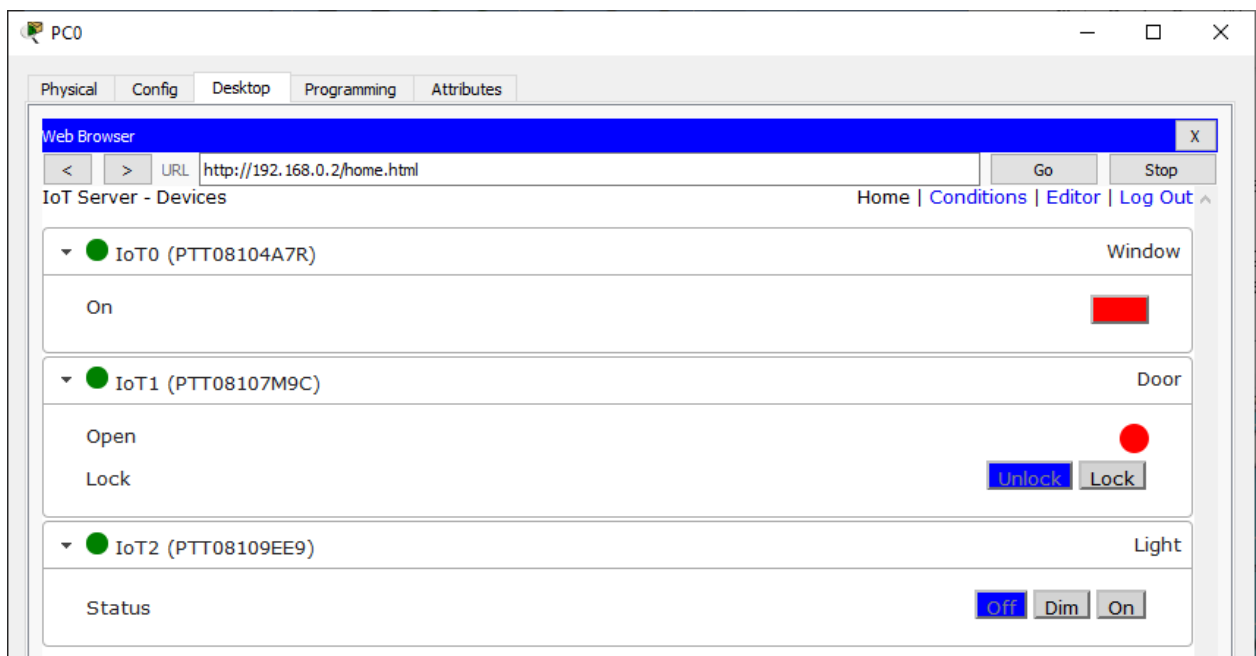 PC0
Physical Config Desktop Programming Attributes
Web Browser X
< > URL http://192.168.0.2/home.html Go Stop
IoT Server - Devices Home | Conditions | Editor | Log Out
IoT0 (PTT08104A7R) Window
On
IoT1 (PTT08107M9C) Door
Open
Lock Unlock Lock
IoT2 (PTT08109EE9) Light
Status Off Dim On